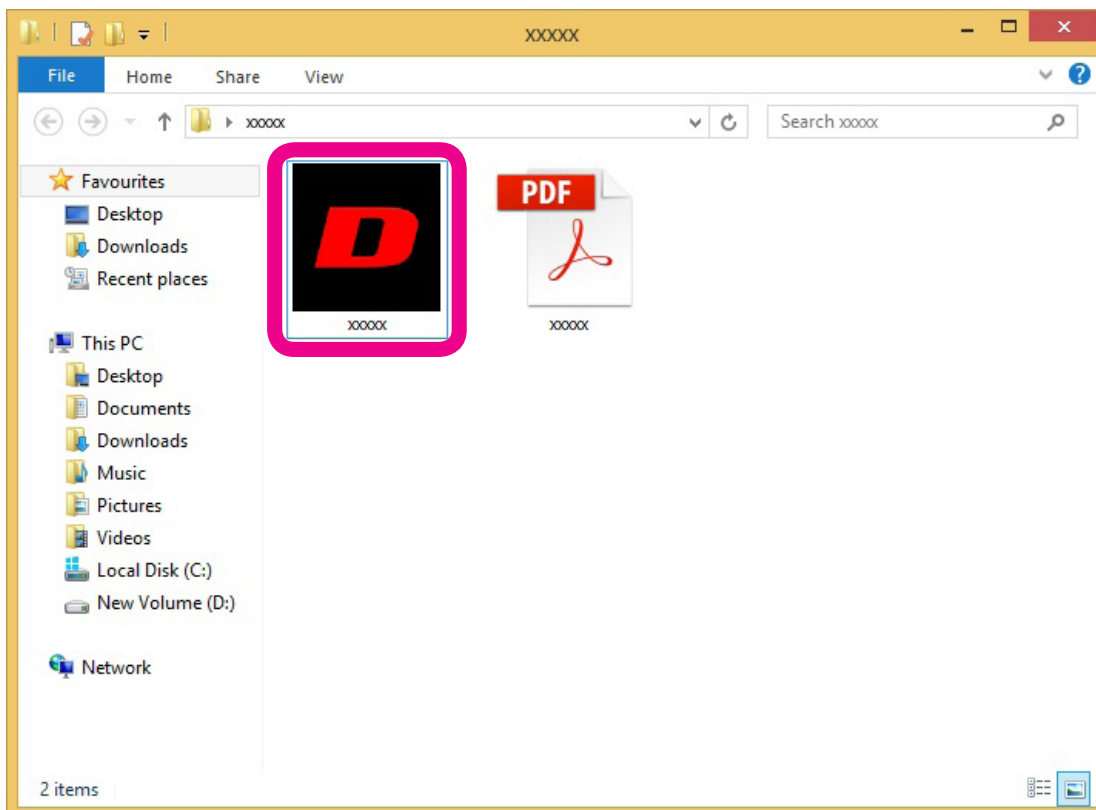 xxxxx
File Home Share View
xxxxx
Search xxxxx
Favourites
Desktop
Downloads
Recent places
This PC
Desktop
Documents
Downloads
Music
Pictures
Videos
Local Disk (C:)
New Volume (D:)
Network
D
xxxxx
PDF
xxxxx
2 items